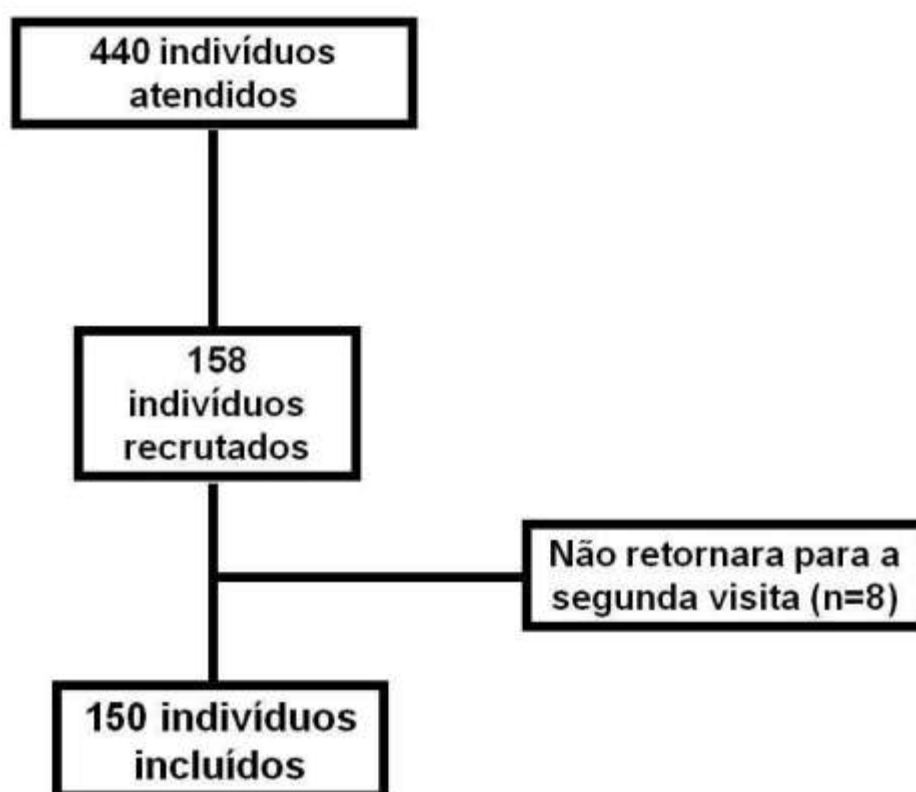 440 indivíduos
atendidos
158
indivíduos
recrutados
Não retornara para a
segunda visita (n=8)
150 indivíduos
incluídos